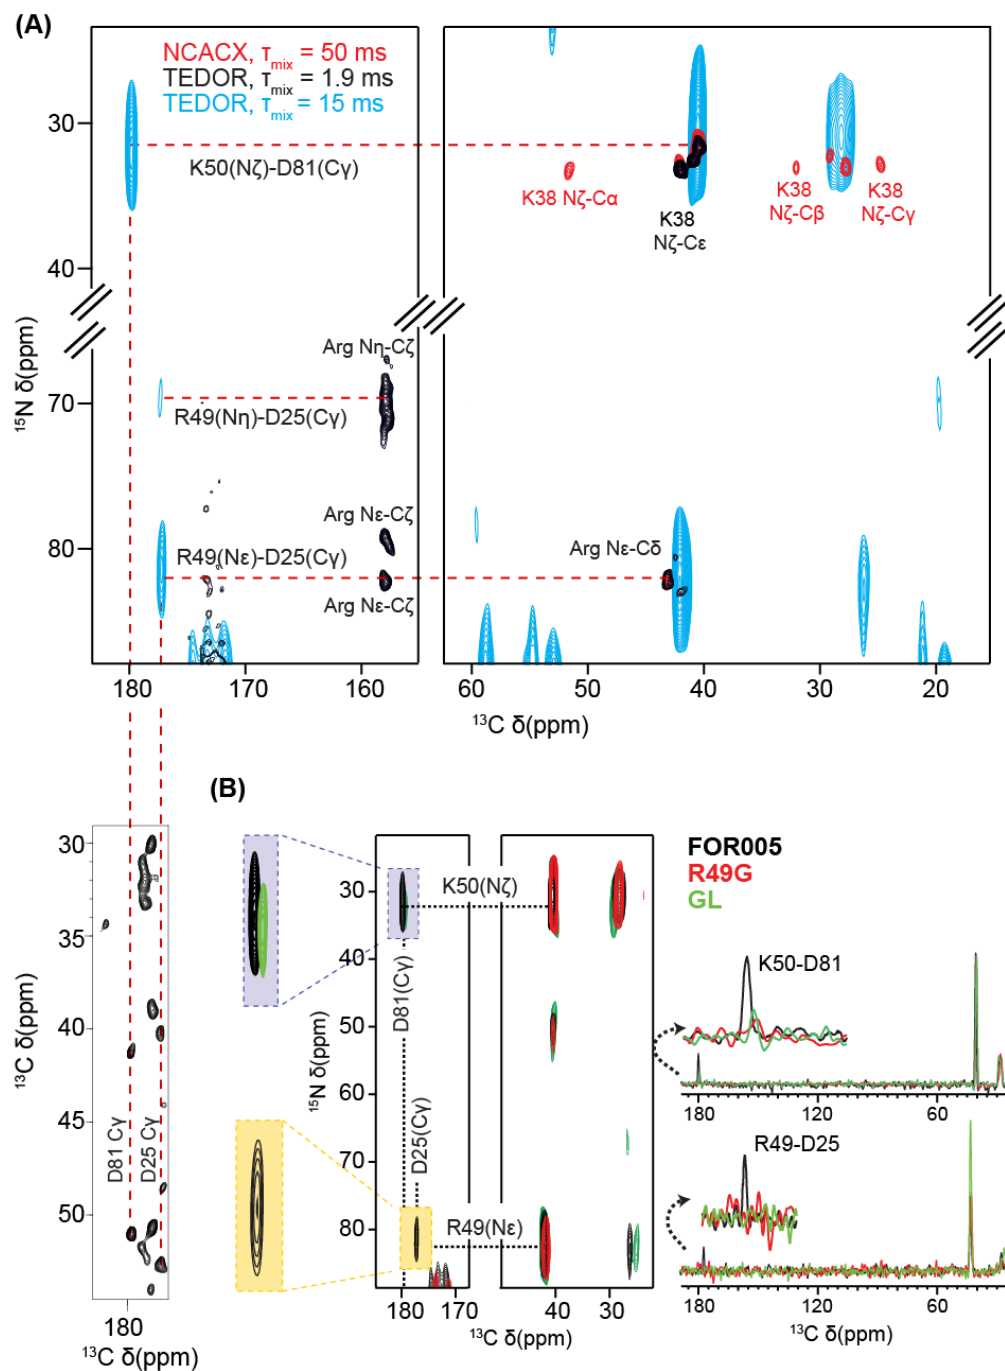 (A)
NCACX, τmix = 50 ms
TEDOR, τmix = 1.9 ms
TEDOR, τmix = 15 ms
K50(Nζ)-D81(Cγ)
K38 Nζ-Cα
K38
Nζ-Cε
K38
Nζ-Cβ
K38
Nζ-Cγ
30
40
70
80
15N δ(ppm)
Arg Nη-Cζ
R49(Nη)-D25(Cγ)
Arg Nε-Cζ
R49(Nε)-D25(Cγ)
Arg Nε-Cζ
Arg Nε-Cδ
180 170 160
60 50 40 30 20
13C δ(ppm)
30
35
40
45
50
13C δ(ppm)
D81 Cγ
D25 Cγ
180
13C δ(ppm)
(B)
FOR005
R49G
GL
30
40
50
60
70
80
15N δ(ppm)
K50(Nζ)
D81(Cγ)
D25(Cγ)
R49(Nε)
180 170
40 30
13C δ(ppm)
K50-D81
180 120 60
R49-D25
180 120 60
13C δ(ppm)